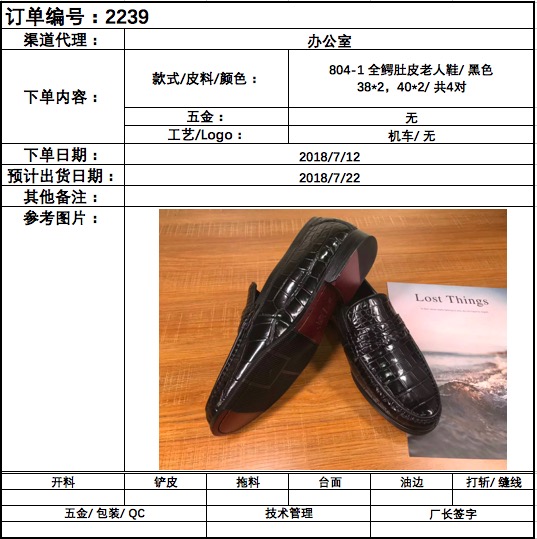 订单编号：2239
渠道代理： 办公室
下单内容： 款式/皮料/颜色： 804-1 全鳄肚皮老人鞋/ 黑色
38*2，40*2/ 共4对
五金： 无
工艺/Logo： 机车/ 无
下单日期： 2018/7/12
预计出货日期： 2018/7/22
其他备注：
参考图片：
Lost Things
开料 铲皮 拖料 台面 油边 打斩/ 缝线
五金/ 包装/ QC 技术管理 厂长签字